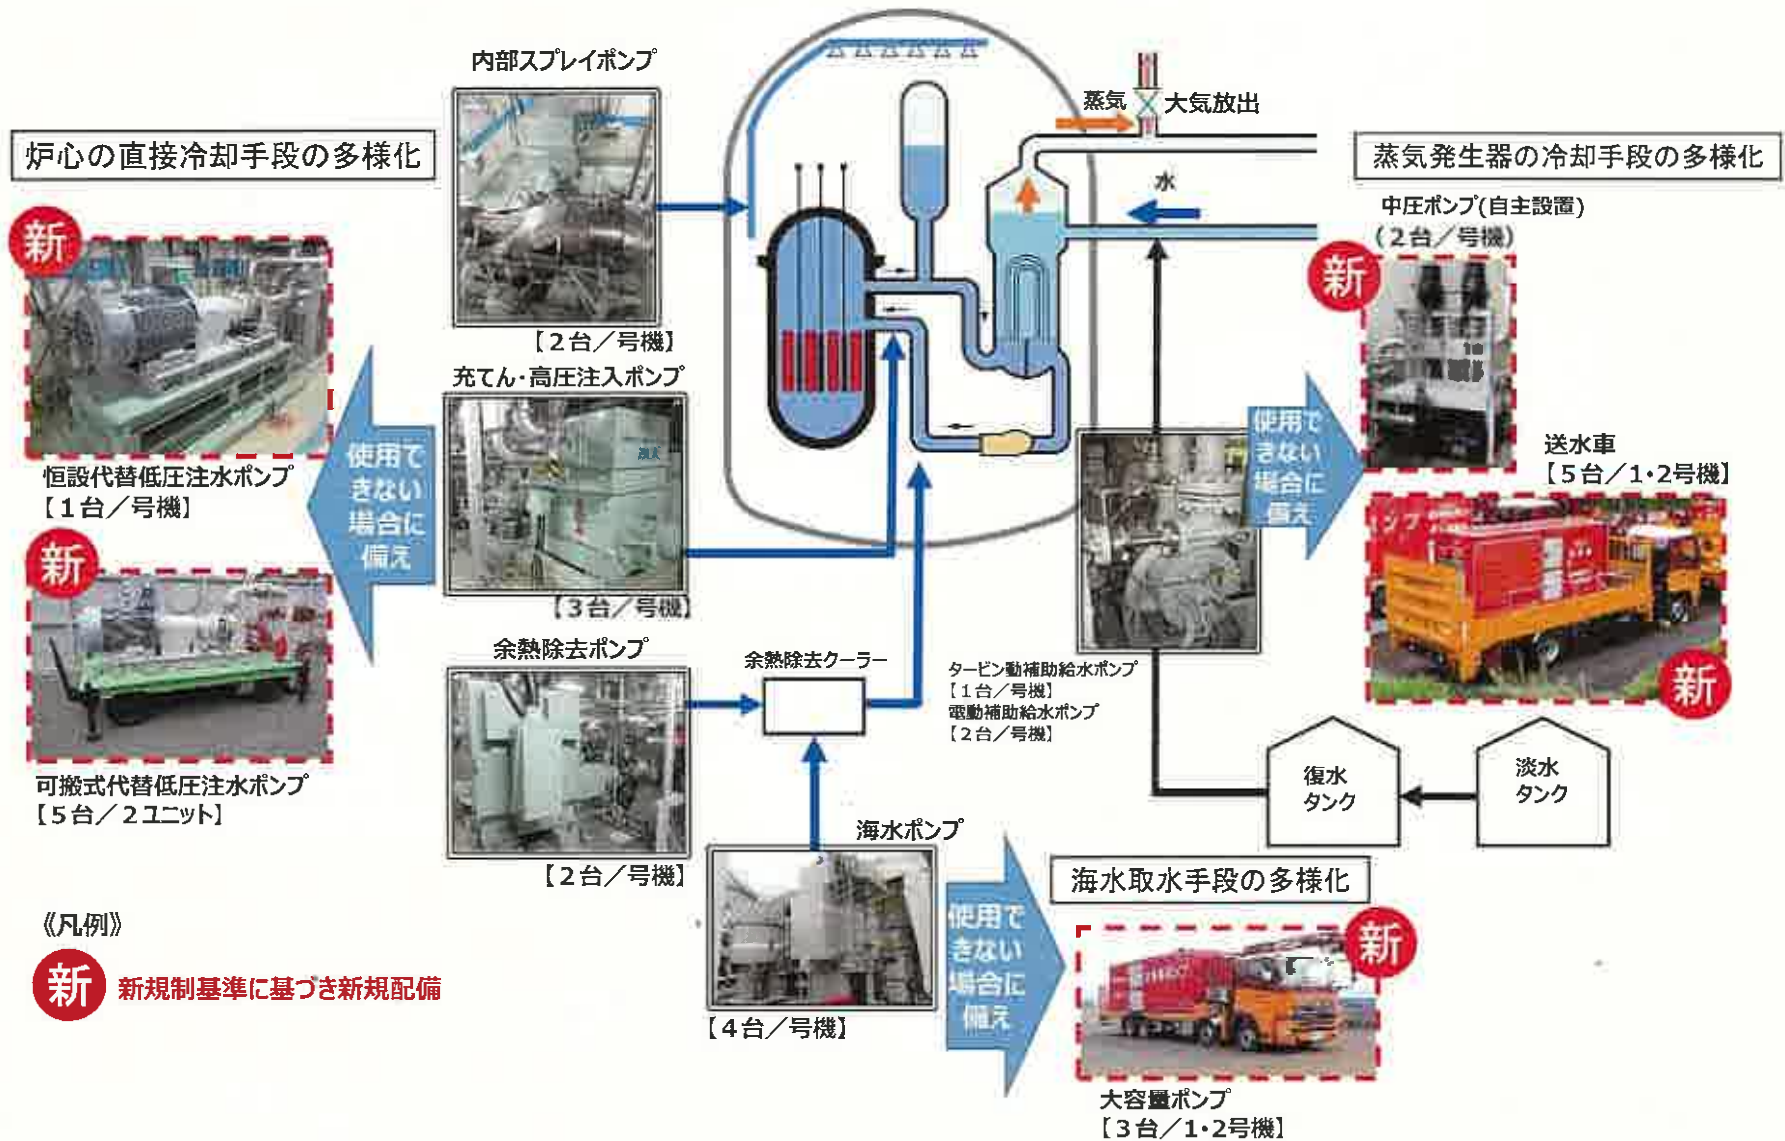 内部スプレイポンプ
【２台／号機】
炉心の直接冷却手段の多様化
新
恒設代替低圧注水ポンプ
【１台／号機】
新
可搬式代替低圧注水ポンプ
【５台／２ユニット】
使用で
きない
場合に
備え
充てん・高圧注入ポンプ
【３台／号機】
余熱除去ポンプ
【２台／号機】
余熱除去クーラー
海水ポンプ
【４台／号機】
蒸気
大気放出
水
蒸気発生器の冷却手段の多様化
中圧ポンプ(自主設置)
（２台／号機）
新
使用で
きない
場合に
備え
送水車
【５台／1・2号機】
新
タービン動補助給水ポンプ
【１台／号機】
電動補助給水ポンプ
【２台／号機】
復水
タンク
淡水
タンク
使用で
きない
場合に
備え
海水取水手段の多様化
新
大容量ポンプ
【３台／1・2号機】
《凡例》
新
新規制基準に基づき新規配備